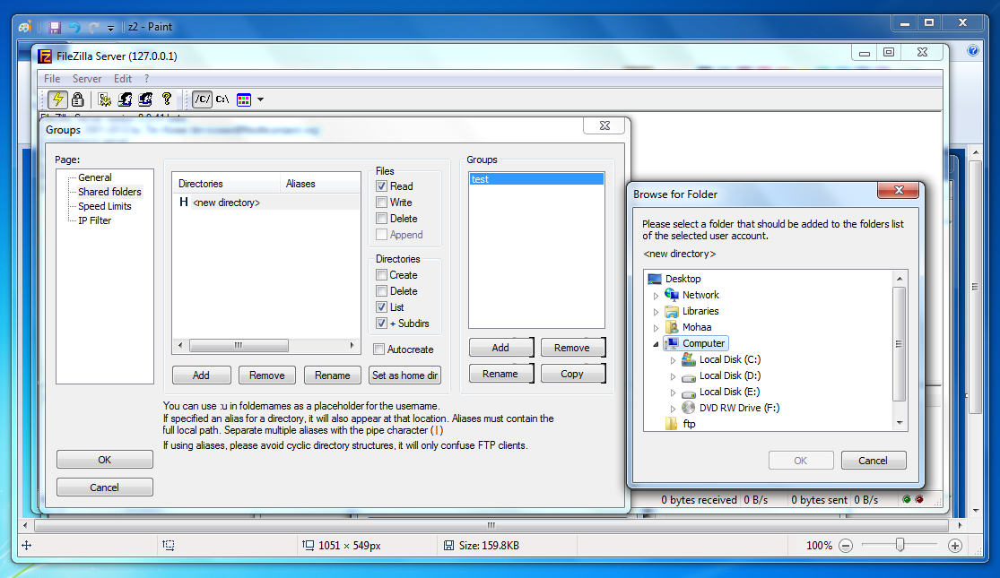 z2 - Paint
FileZilla Server (127.0.0.1)
File Server Edit ?
/C/ C:\
Groups
Page:
General
Shared folders
Speed Limits
IP Filter
Directories Aliases
H <new directory>
Files
Read
Write
Delete
Append
Directories
Create
Delete
List
+ Subdirs
Autocreate
Add Remove Rename Set as home dir
Groups
test
Add Remove
Rename Copy
You can use :u in foldernames as a placeholder for the username.
If specified an alias for a directory, it will also appear at that location. Aliases must contain the
full local path. Separate multiple aliases with the pipe character ( | )
If using aliases, please avoid cyclic directory structures, it will only confuse FTP clients.
OK
Cancel
Browse for Folder
Please select a folder that should be added to the folders list
of the selected user account.
<new directory>
Desktop
Network
Libraries
Mohaa
Computer
Local Disk (C:)
Local Disk (D:)
Local Disk (E:)
DVD RW Drive (F:)
ftp
OK Cancel
0 bytes received 0 B/s 0 bytes sent 0 B/s
1051 × 549px Size: 159.8KB 100%